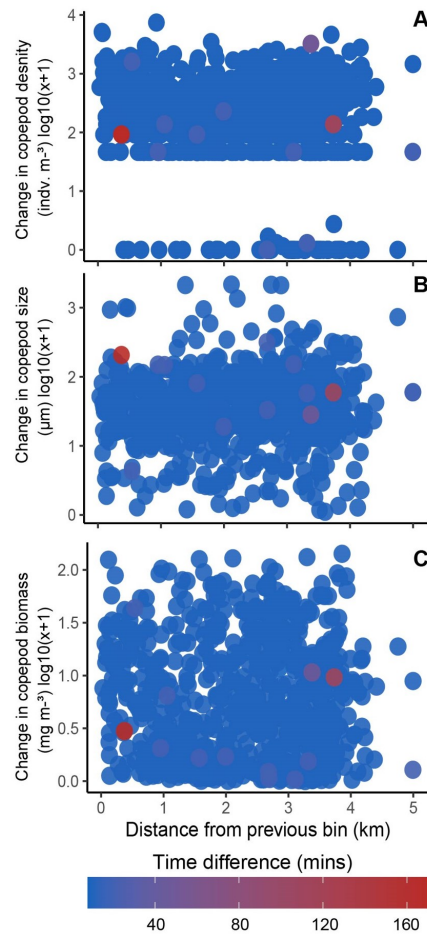 A
Change in copepod desnity
(indv. m⁻³) log10(x+1)
4
3
2
1
0
B
Change in copepod size
(µm) log10(x+1)
3
2
1
0
C
Change in copepod biomass
(mg m⁻³) log10(x+1)
2.0
1.5
1.0
0.5
0.0
0 1 2 3 4 5
Distance from previous bin (km)
Time difference (mins)
40 80 120 160